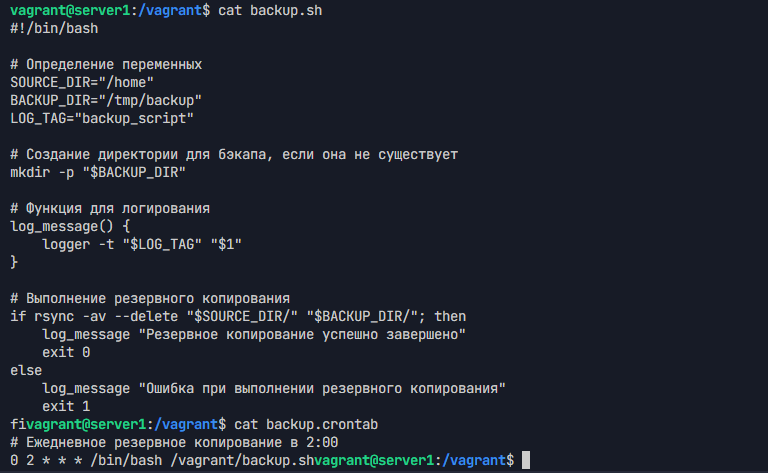 vagrant@server1:/vagrant$ cat backup.sh
#!/bin/bash

# Определение переменных
SOURCE_DIR="/home"
BACKUP_DIR="/tmp/backup"
LOG_TAG="backup_script"

# Создание директории для бэкапа, если она не существует
mkdir -p "$BACKUP_DIR"

# Функция для логирования
log_message() {
    logger -t "$LOG_TAG" "$1"
}

# Выполнение резервного копирования
if rsync -av --delete "$SOURCE_DIR/" "$BACKUP_DIR/"; then
    log_message "Резервное копирование успешно завершено"
    exit 0
else
    log_message "Ошибка при выполнении резервного копирования"
    exit 1
fivagrant@server1:/vagrant$ cat backup.crontab
# Ежедневное резервное копирование в 2:00
0 2 * * * /bin/bash /vagrant/backup.shvagrant@server1:/vagrant$